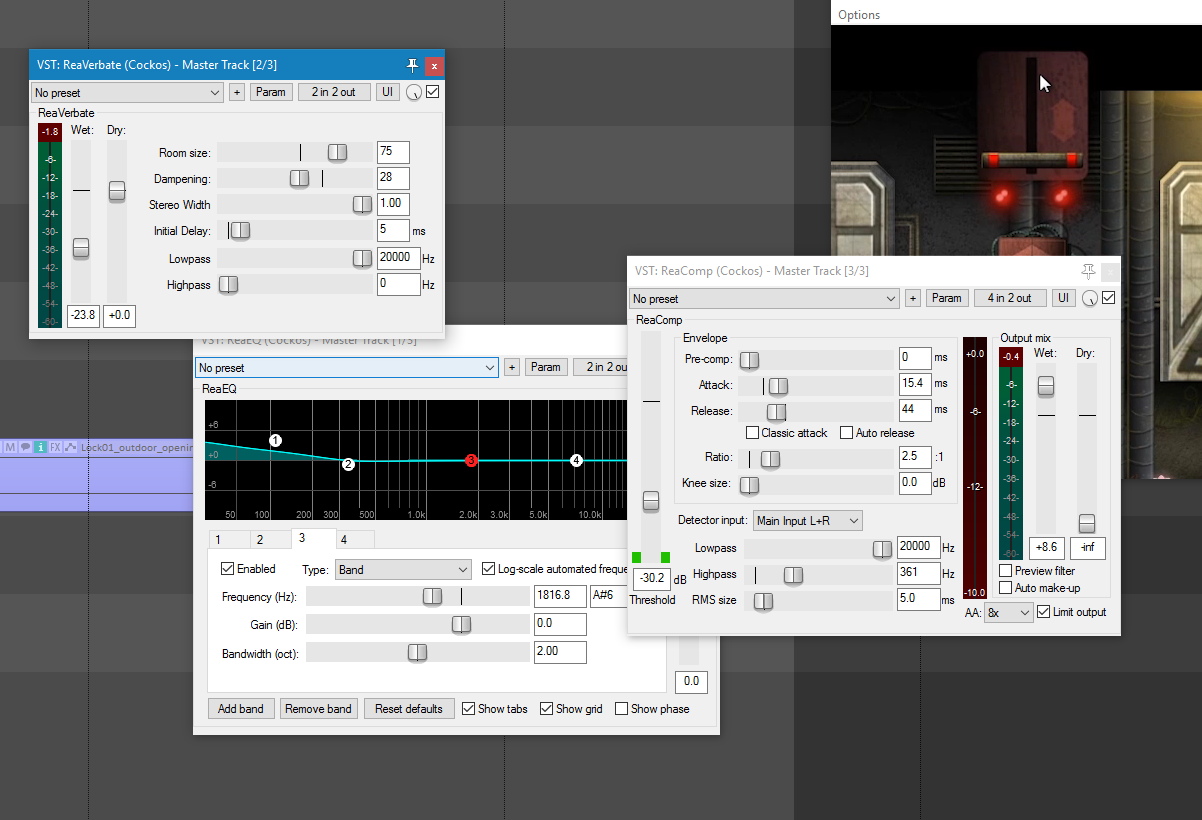 Options
VST: ReaVerbate (Cockos) - Master Track [2/3]
x
No preset
+
Param
2 in 2 out
UI
ReaVerbate
-1.8
Wet:
Dry:
-6-
-12-
-18-
-24-
-30-
-36-
-42-
-48-
-54-
-60-
-23.8
+0.0
Room size:
75
Dampening:
28
Stereo Width
1.00
Initial Delay:
5
ms
Lowpass
20000
Hz
Highpass
0
Hz
VST: ReaEQ (Cockos) - Master Track [1/3]
No preset
+
Param
2 in 2 ou
ReaEQ
+6
+0
-6
1
2
3
4
50
100
200
300
500
1.0k
2.0k
3.0k
5.0k
10.0k
1
2
3
4
Enabled
Type:
Band
Log-scale automated freque
Frequency (Hz):
1816.8
A#6
Gain (dB):
0.0
Bandwidth (oct):
2.00
0.0
Add band
Remove band
Reset defaults
Show tabs
Show grid
Show phase
M
i
FX
Lock01_outdoor_openin
VST: ReaComp (Cockos) - Master Track [3/3]
No preset
+
Param
4 in 2 out
UI
ReaComp
Envelope
Pre-comp:
0
ms
Attack:
15.4
ms
Release:
44
ms
Classic attack
Auto release
Ratio:
2.5
:1
Knee size:
0.0
dB
Detector input:
Main Input L+R
Lowpass
20000
Hz
Highpass
361
Hz
RMS size
5.0
ms
-30.2
dB
Threshold
+0.0
-6-
-12-
-10.0
Output mix
-0.4
Wet:
Dry:
-6-
-12-
-18-
-24-
-30-
-36-
-42-
-48-
-54-
-60-
+8.6
-inf
Preview filter
Auto make-up
AA:
8x
Limit output